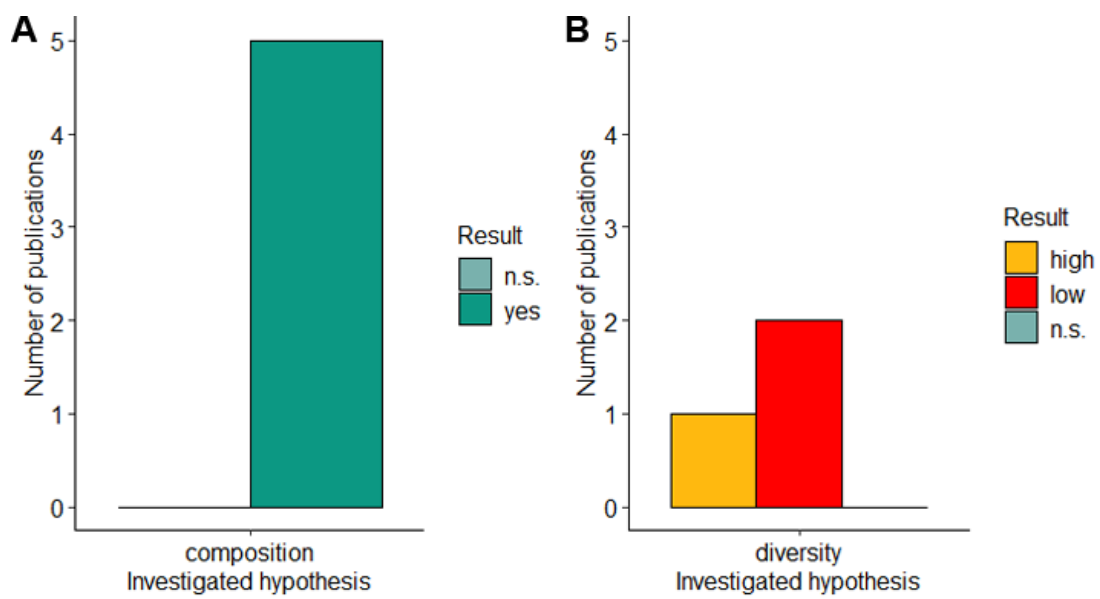 A
Number of publications
5
4
3
2
1
0
composition
Investigated hypothesis
Result
n.s.
yes
B
Number of publications
5
4
3
2
1
0
diversity
Investigated hypothesis
Result
high
low
n.s.